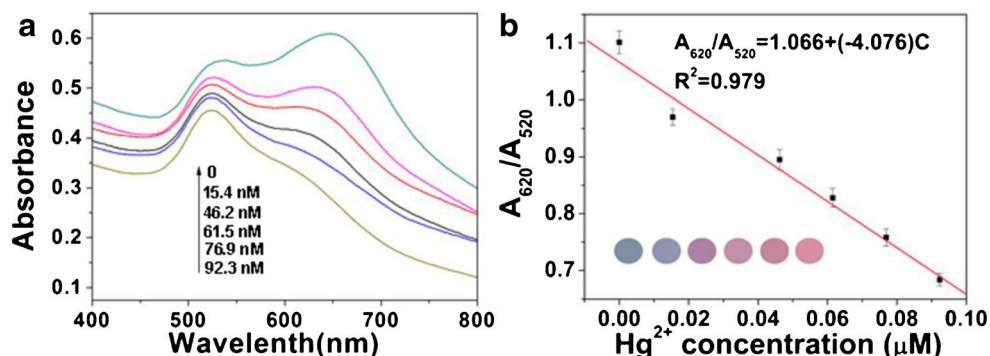 a
Absorbance
0.6
0.5
0.4
0.3
0.2
0.1
0
15.4 nM
46.2 nM
61.5 nM
76.9 nM
92.3 nM
400 500 600 700 800
Wavelenth(nm)
b
A620/A520
1.1
1.0
0.9
0.8
0.7
A620/A520=1.066+(-4.076)C
R²=0.979
0.00 0.02 0.04 0.06 0.08 0.10
Hg²⁺ concentration (μM)